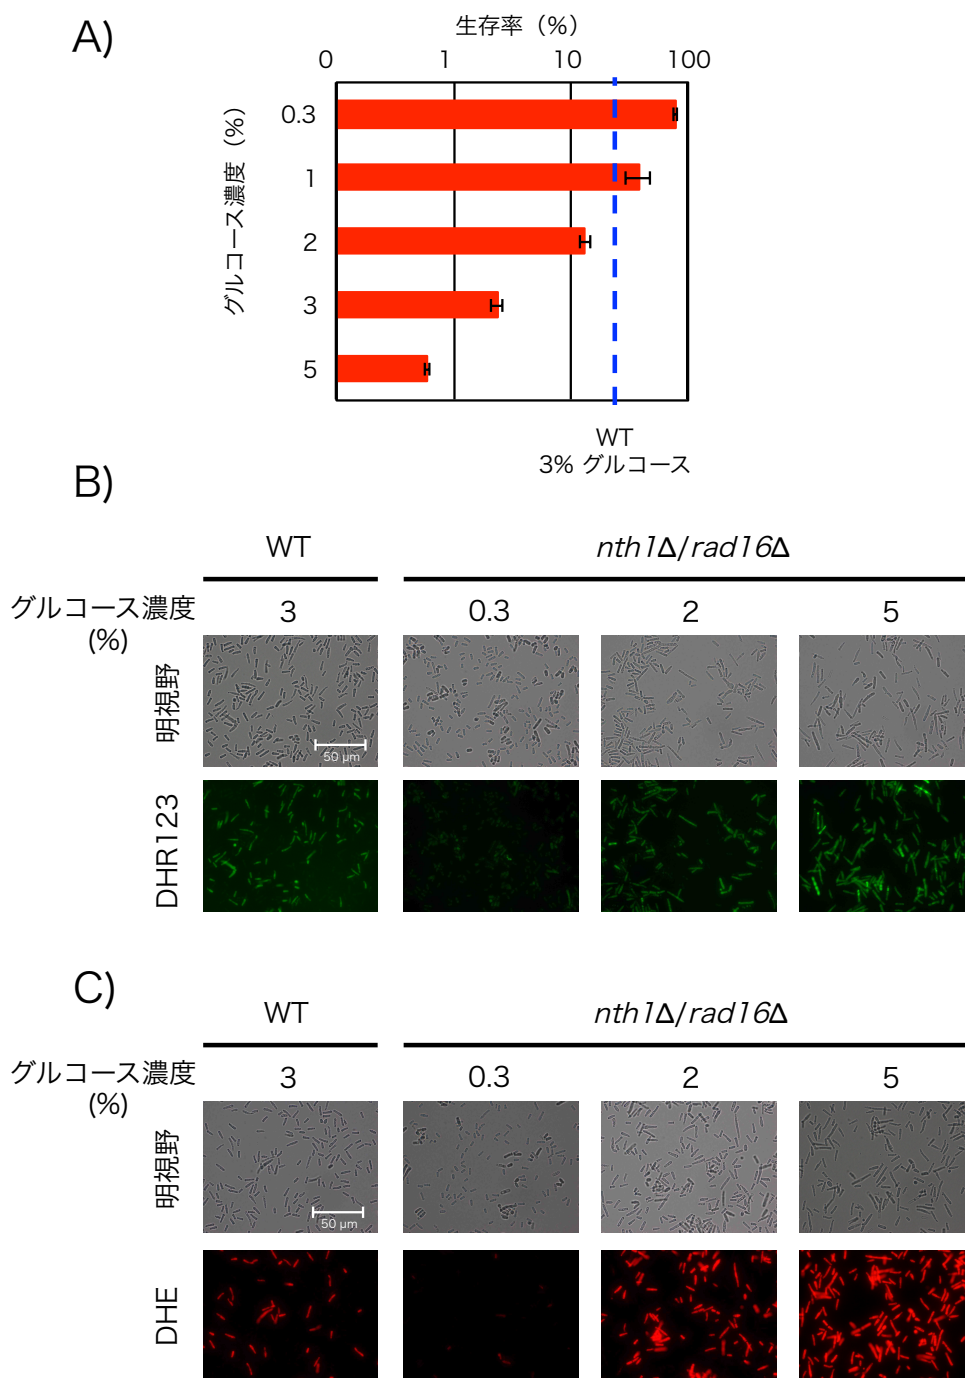 A)
生存率（%）
0 1 10 100
グルコース濃度（%）
0.3
1
2
3
5
WT
3% グルコース
B)
WT nth1Δ/rad16Δ
グルコース濃度
(%)
3 0.3 2 5
明視野
50 μm
DHR123
C)
WT nth1Δ/rad16Δ
グルコース濃度
(%)
3 0.3 2 5
明視野
50 μm
DHE